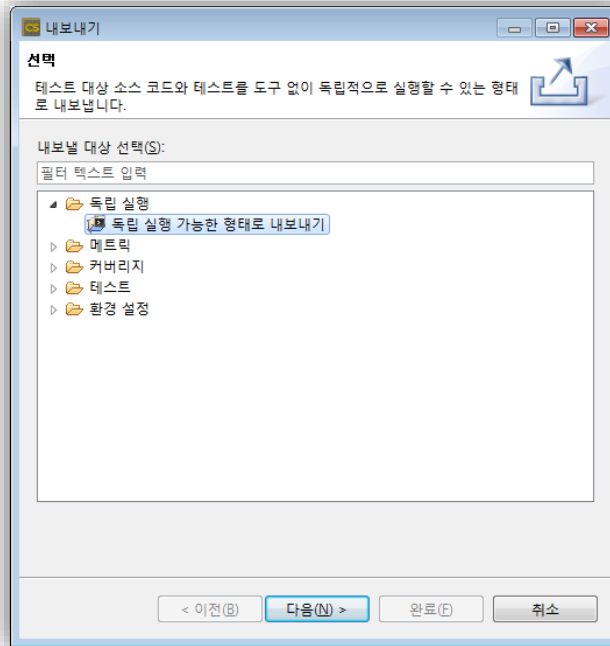 CS 내보내기
선택
테스트 대상 소스 코드와 테스트를 도구 없이 독립적으로 실행할 수 있는 형태
로 내보냅니다.
내보낼 대상 선택(S):
필터 텍스트 입력
독립 실행
독립 실행 가능한 형태로 내보내기
메트릭
커버리지
테스트
환경 설정
< 이전(B)
다음(N) >
완료(F)
취소